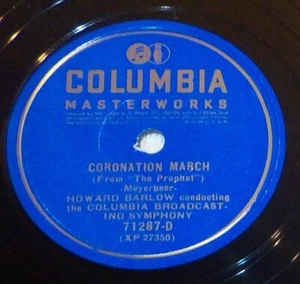 COLUMBIA
MASTERWORKS
CORONATION MARCH
(From "The Prophet")
-Meyerbeer-
HOWARD BARLOW conducting
the COLUMBIA BROADCAST-
ING SYMPHONY
71287-D
(XP 27350)